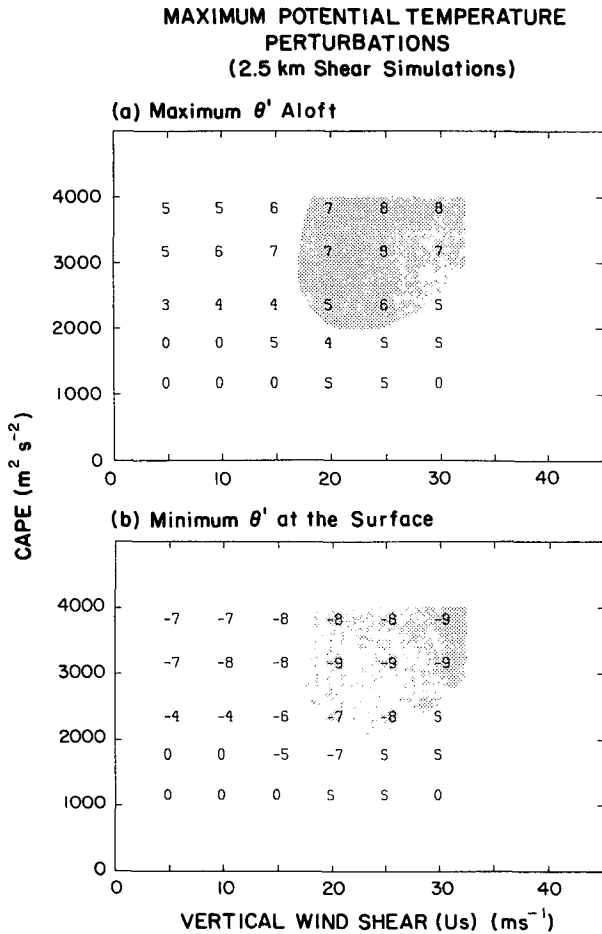 MAXIMUM POTENTIAL TEMPERATURE
PERTURBATIONS
(2.5 km Shear Simulations)
(a) Maximum θ' Aloft
4000
5 5 6 7 8 8
3000
5 6 7 7 9 7
3 4 4 5 6 S
2000
0 0 5 4 S S
1000
0 0 0 S S 0
0
0 10 20 30 40
CAPE (m² s⁻²)
(b) Minimum θ' at the Surface
4000
-7 -7 -8 -8 -8 -9
3000
-7 -8 -8 -9 -9 -9
-4 -4 -6 -7 -8 S
2000
0 0 -5 -7 S S
1000
0 0 0 S S 0
0
0 10 20 30 40
VERTICAL WIND SHEAR (Us) (ms⁻¹)